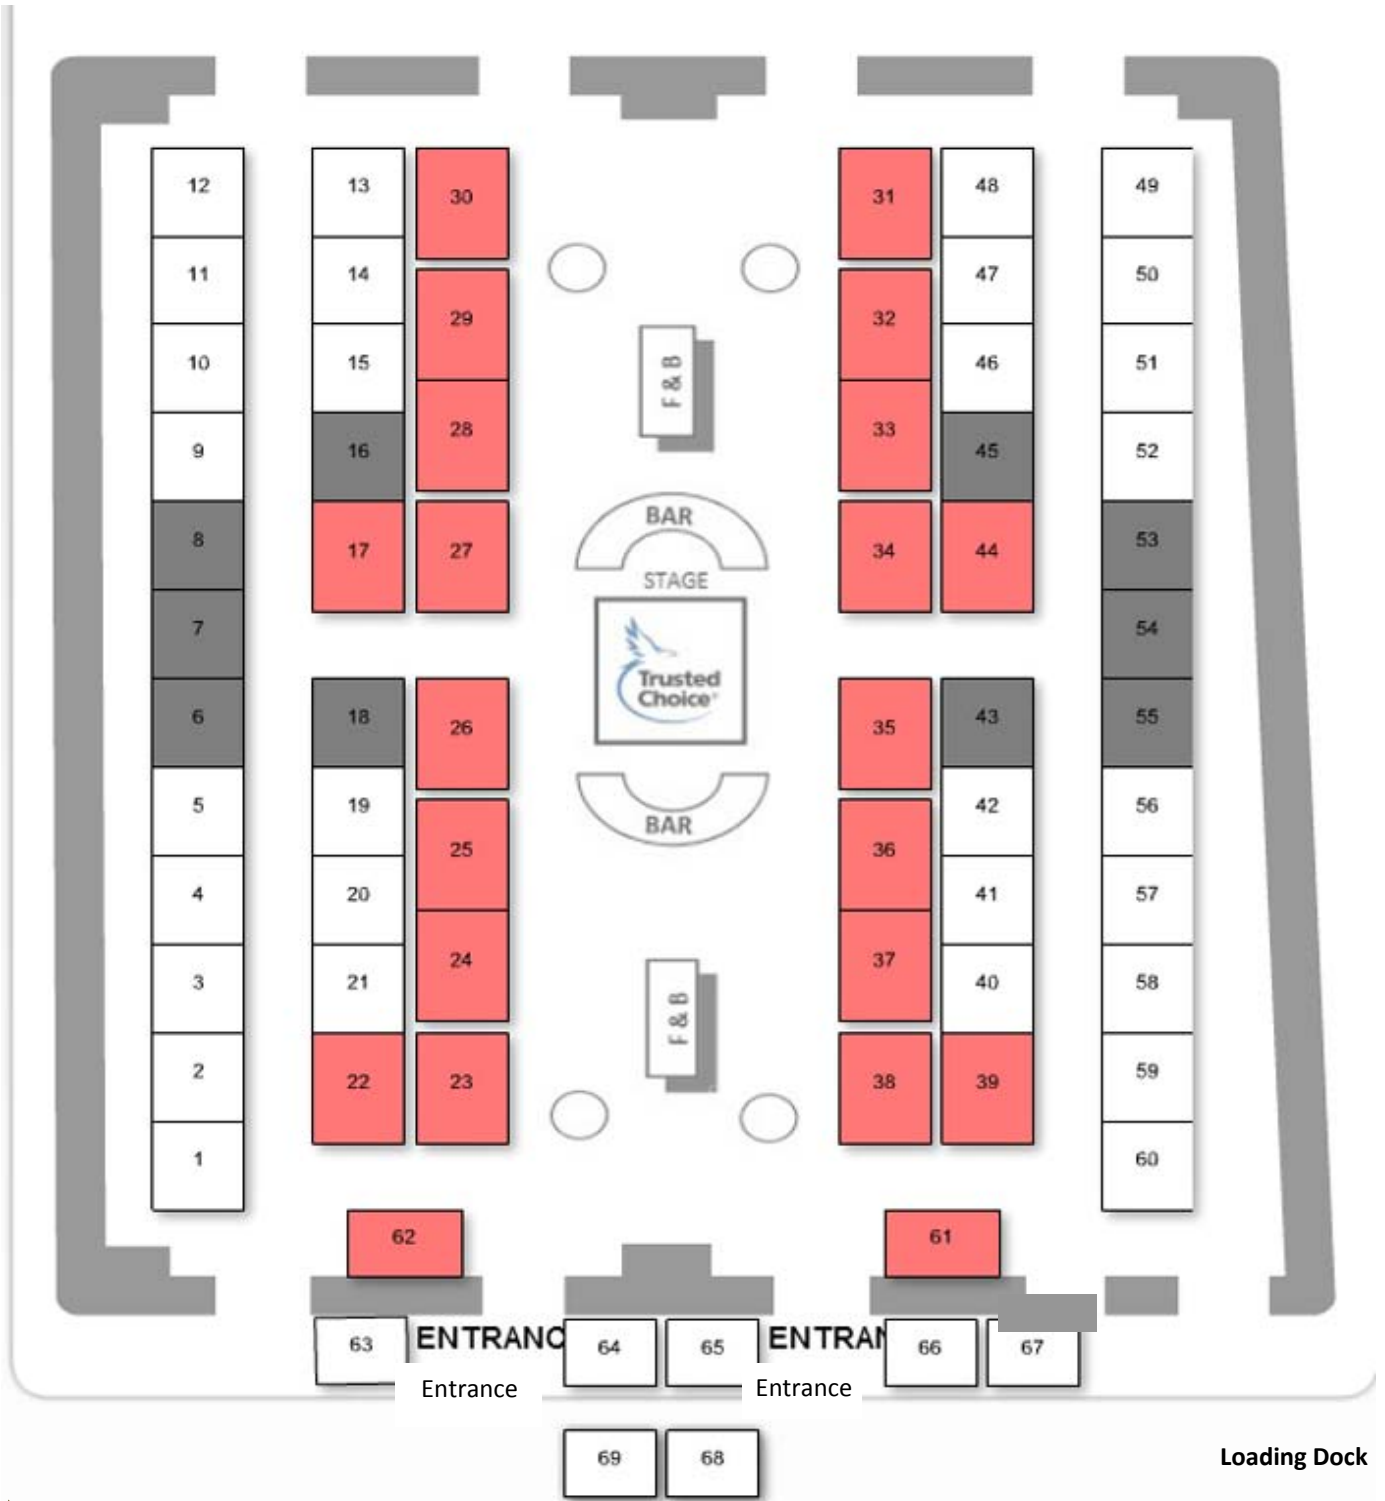 12 13 30 31 48 49
11 14 29 32 47 50
10 15 28 33 46 51
F & B
9 16 45 52
BAR
8 17 27 34 44 53
STAGE
7 54
Trusted
Choice®
6 18 26 35 43 55
5 19 42 56
BAR
25 36
4 20 41 57
24 37
3 21 40 58
F & B
2 22 23 38 39 59
1 60
62 61
63 ENTRANC 64 65 ENTRAN 66 67
Entrance Entrance
69 68
Loading Dock